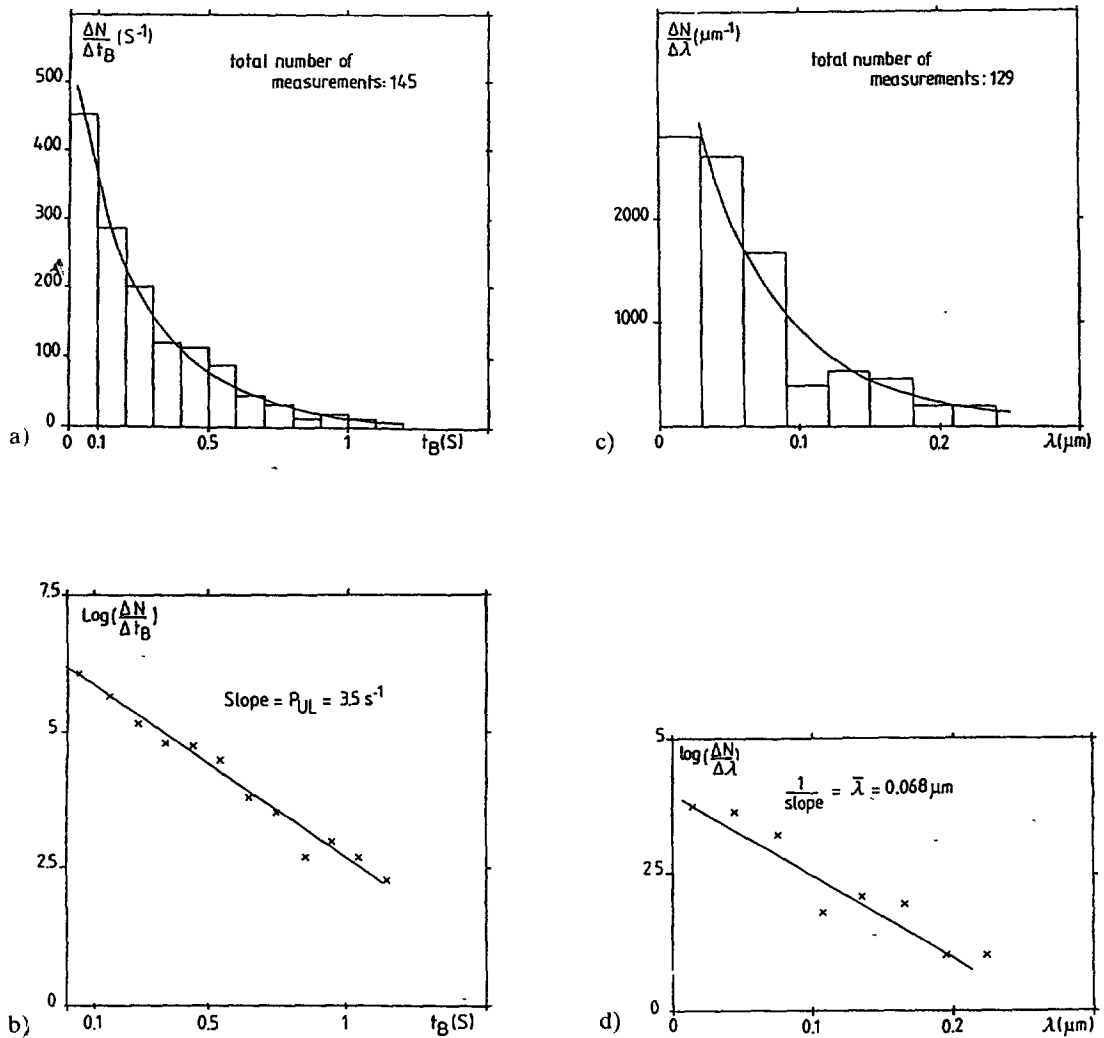 ΔN/Δt_B (S⁻¹)
total number of
measurements: 145
500
400
300
200
100
0
0 0.1 0.5 1 t_B(S)
a)
ΔN/Δλ (μm⁻¹)
total number of
measurements: 129
2000
1000
0 0.1 0.2 λ(μm)
c)
7.5
Log(ΔN/Δt_B)
Slope = P_UL = 3.5 s⁻¹
5
2.5
0
0.1 0.5 1 t_B(S)
b)
5
log(ΔN/Δλ)
1/slope = λ̄ = 0.068 μm
25
0
0 0.1 0.2 λ(μm)
d)